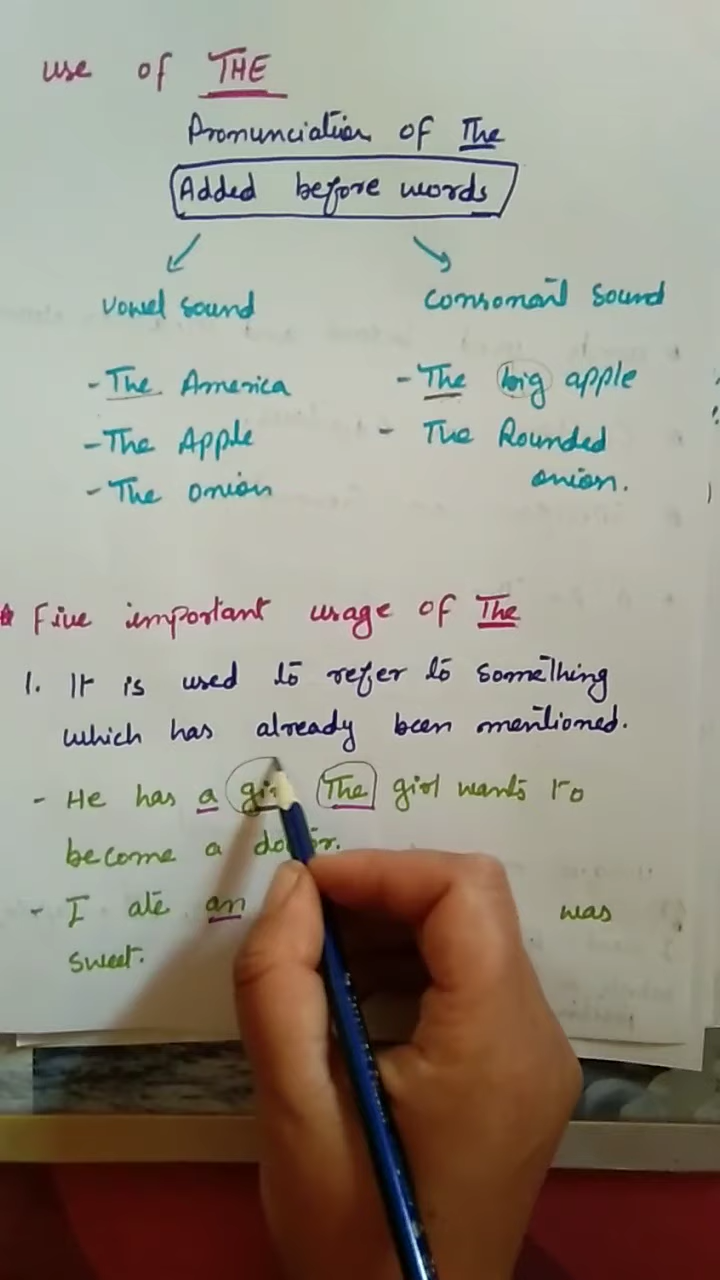 use of THE
Pronunciation of The
Added before words
vowel sound
consonant sound
- The America
- The big apple
- The Apple
- The Rounded
onion.
- The onion
* Five important usage of The
1. It is used to refer to something
which has already been mentioned.
- He has a The girl wants to
become a
- I ate an was
sweet.